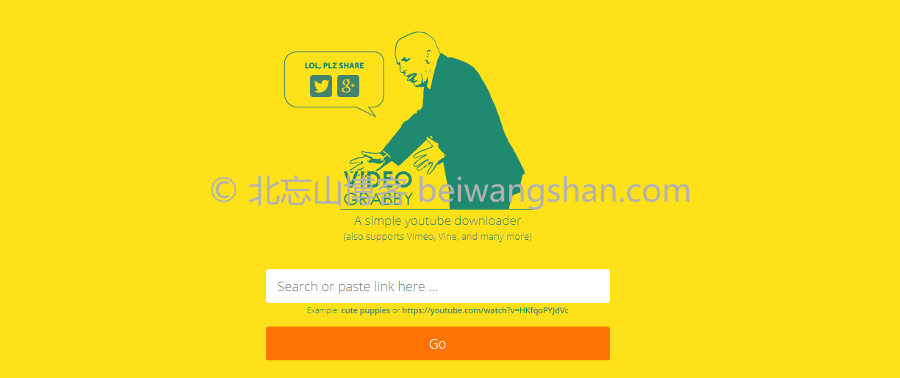 LOL, PLZ SHARE
VIDEO
GRABBY
© 北忘山博客 beiwangshan.com
A simple youtube downloader
(also supports Vimeo, Vine, and many more)
Search or paste link here ...
Example: cute puppies or https://youtube.com/watch?v=HKfqoPYJdVc
Go